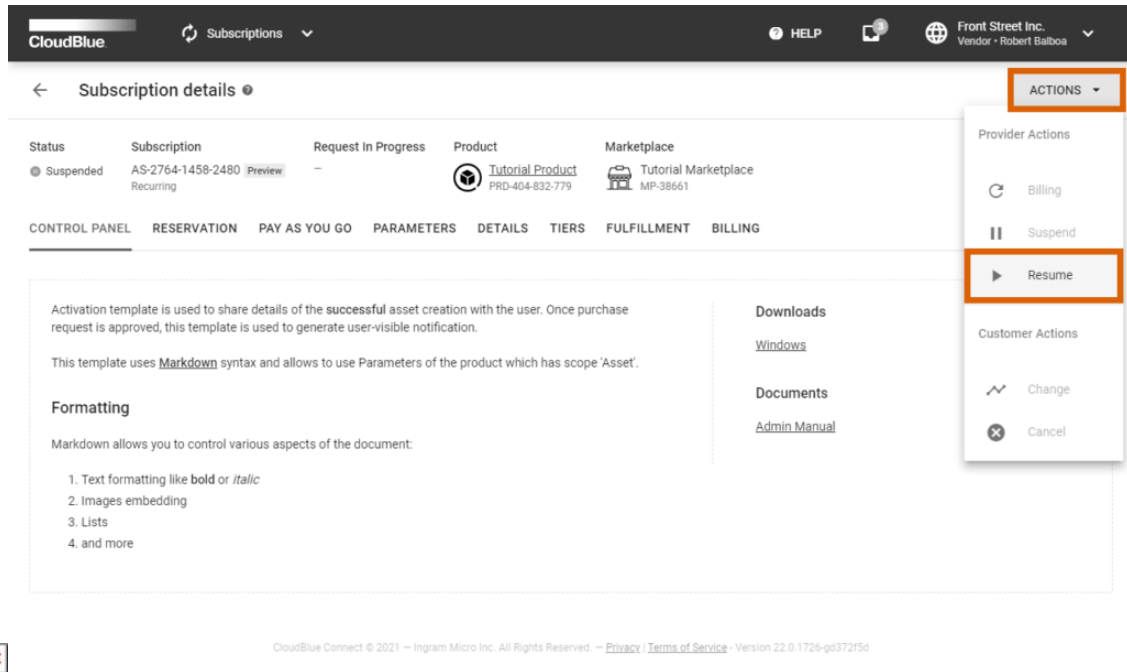 CloudBlue.
Subscriptions
HELP
3
Front Street Inc.
Vendor • Robert Balboa
Subscription details
ACTIONS
Status
Subscription
Request In Progress
Product
Marketplace
Suspended
AS-2764-1458-2480 Preview
Recurring
–
Tutorial Product
PRD-404-832-779
Tutorial Marketplace
MP-38661
CONTROL PANEL RESERVATION PAY AS YOU GO PARAMETERS DETAILS TIERS FULFILLMENT BILLING
Provider Actions
Billing
Suspend
Resume
Customer Actions
Change
Cancel
Activation template is used to share details of the successful asset creation with the user. Once purchase
request is approved, this template is used to generate user-visible notification.
This template uses Markdown syntax and allows to use Parameters of the product which has scope 'Asset'.
Formatting
Markdown allows you to control various aspects of the document:
1. Text formatting like bold or italic
2. Images embedding
3. Lists
4. and more
Downloads
Windows
Documents
Admin Manual
CloudBlue Connect © 2021 — Ingram Micro Inc. All Rights Reserved. — Privacy | Terms of Service - Version 22.0.1726-gd372f5d